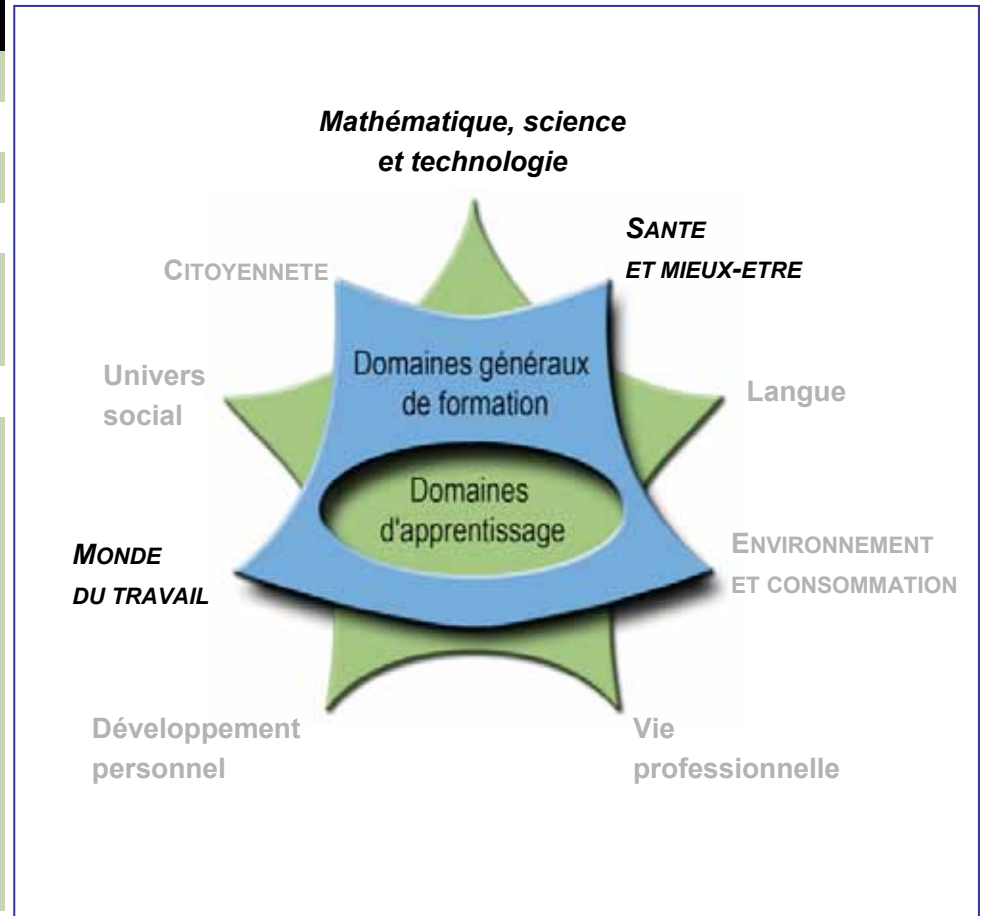 Mathématique, science
et technologie
SANTE
ET MIEUX-ETRE
CITOYENNETE
Domaines généraux
de formation
Univers
social
Langue
Domaines
d'apprentissage
MONDE
DU TRAVAIL
ENVIRONNEMENT
ET CONSOMMATION
Développement
personnel
Vie
professionnelle